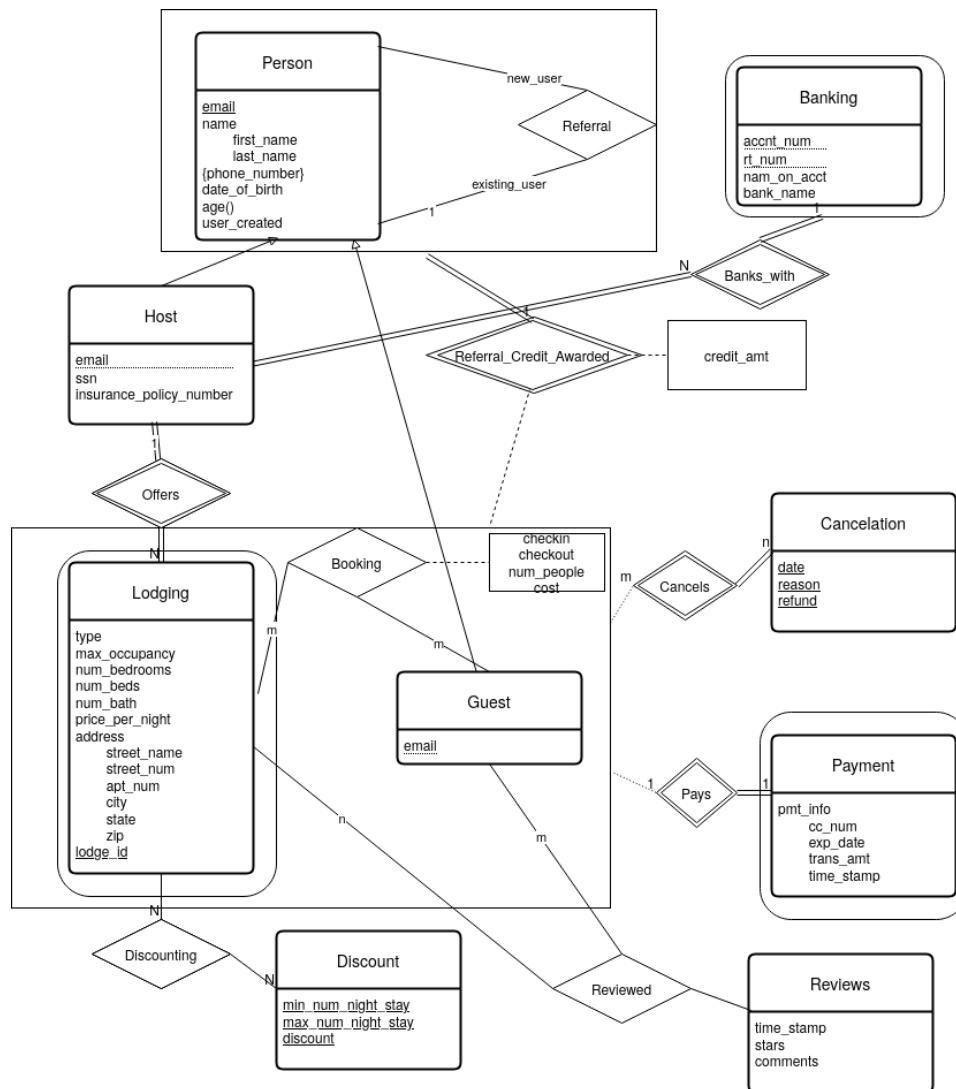 Person
email
name
first_name
last_name
{phone_number}
date_of_birth
age()
user_created
new_user
Referral
existing_user
1
Banking
accnt_num
rt_num
nam_on_acct
bank_name
1
N
Banks_with
Host
email
ssn
insurance_policy_number
1
Referral_Credit_Awarded
credit_amt
1
Offers
N
Lodging
type
max_occupancy
num_bedrooms
num_beds
num_bath
price_per_night
address
street_name
street_num
apt_num
city
state
zip
lodge_id
Booking
checkin
checkout
num_people
cost
m
m
Guest
email
Cancelation
date
reason
refund
n
m
Cancels
Payment
pmt_info
cc_num
exp_date
trans_amt
time_stamp
1
1
Pays
n
m
N
Discounting
N
Discount
min_num_night_stay
max_num_night_stay
discount
Reviewed
Reviews
time_stamp
stars
comments